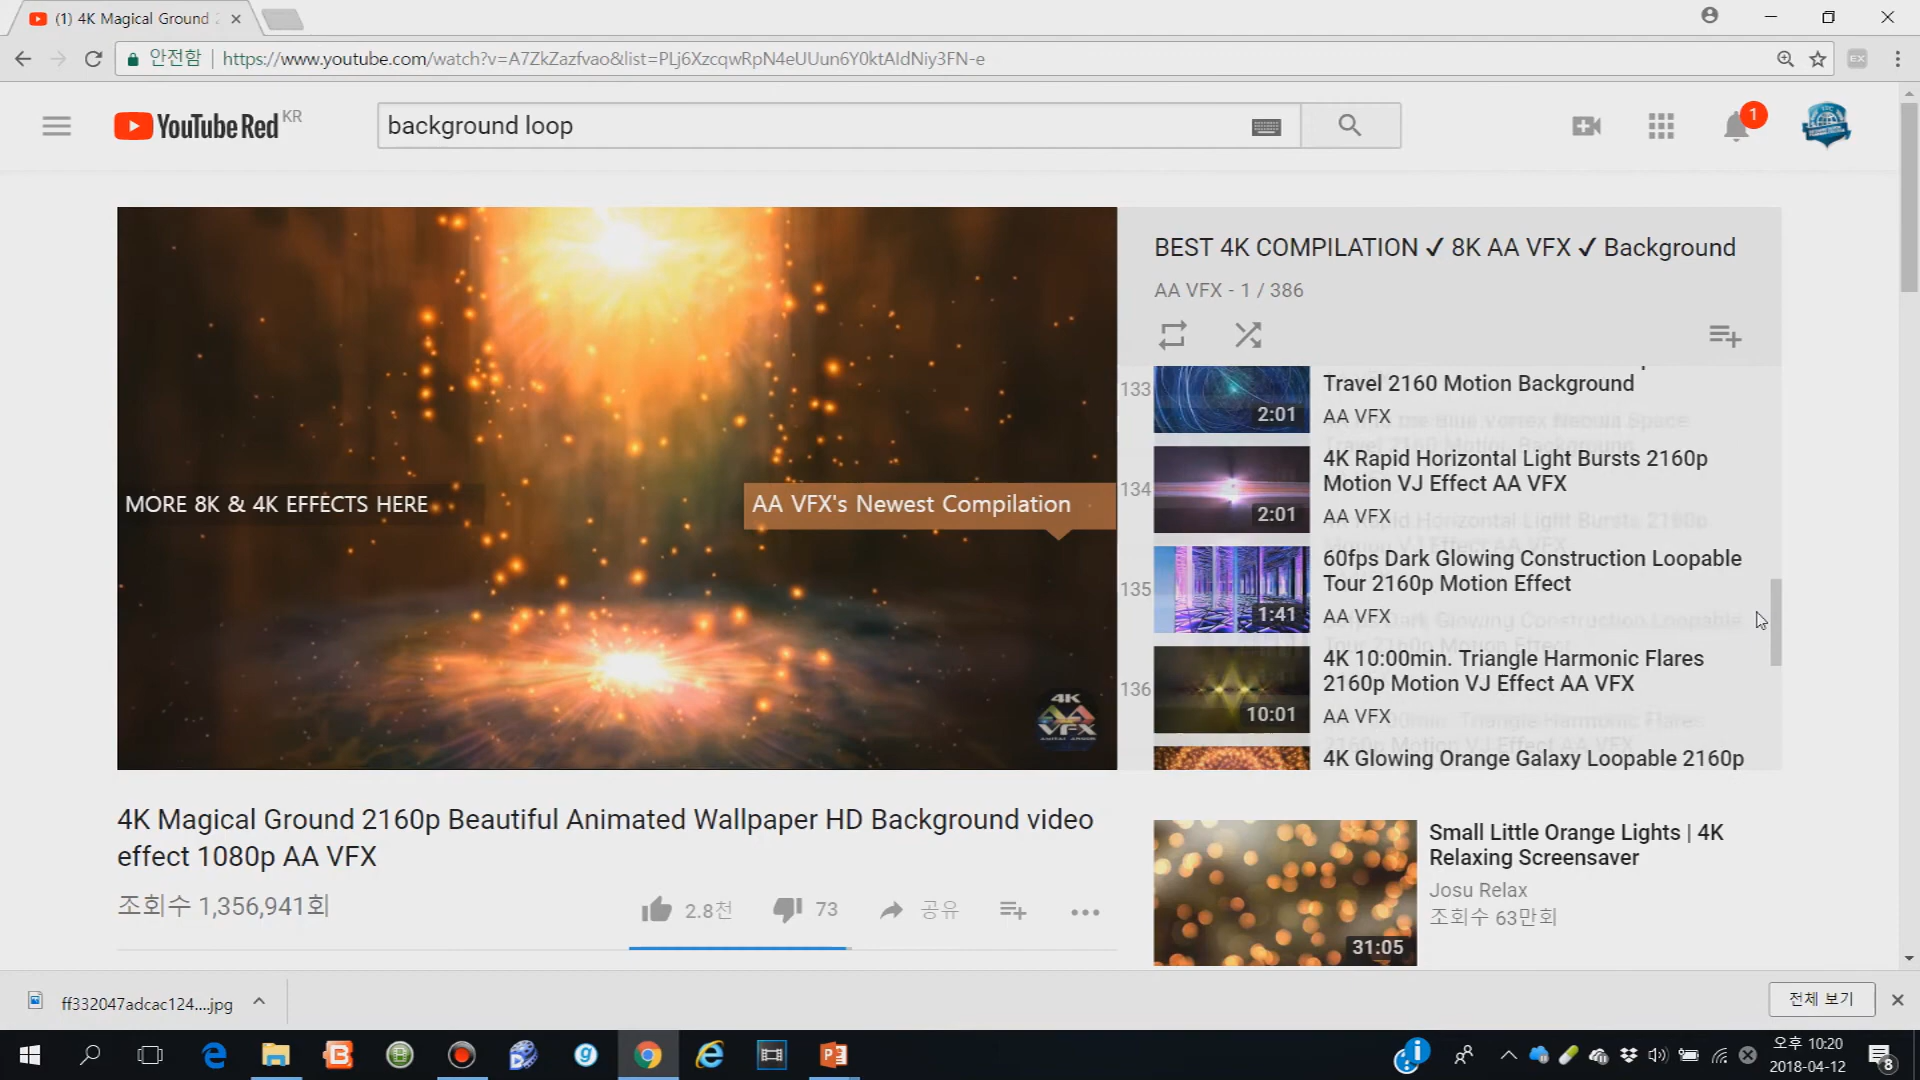 (1) 4K Magical Ground
안전함 | https://www.youtube.com/watch?v=A7ZkZazfvao&list=PLj6XzcqwRpN4eUUun6Y0ktAIdNiy3FN-e
EX
YouTube Red KR
background loop
1
MORE 8K & 4K EFFECTS HERE
AA VFX's Newest Compilation
4K
AA
VFX
BEST 4K COMPILATION ✓ 8K AA VFX ✓ Background
AA VFX - 1 / 386
133
2:01
Travel 2160 Motion Background
AA VFX
134
2:01
4K Rapid Horizontal Light Bursts 2160p
Motion VJ Effect AA VFX
AA VFX
135
1:41
60fps Dark Glowing Construction Loopable
Tour 2160p Motion Effect
AA VFX
136
10:01
4K 10:00min. Triangle Harmonic Flares
2160p Motion VJ Effect AA VFX
AA VFX
4K Glowing Orange Galaxy Loopable 2160p
4K Magical Ground 2160p Beautiful Animated Wallpaper HD Background video
effect 1080p AA VFX
조회수 1,356,941회
2.8천
73
공유
31:05
Small Little Orange Lights | 4K
Relaxing Screensaver
Josu Relax
조회수 63만회
ff332047adcac124....jpg
전체 보기
오후 10:20
2018-04-12
8